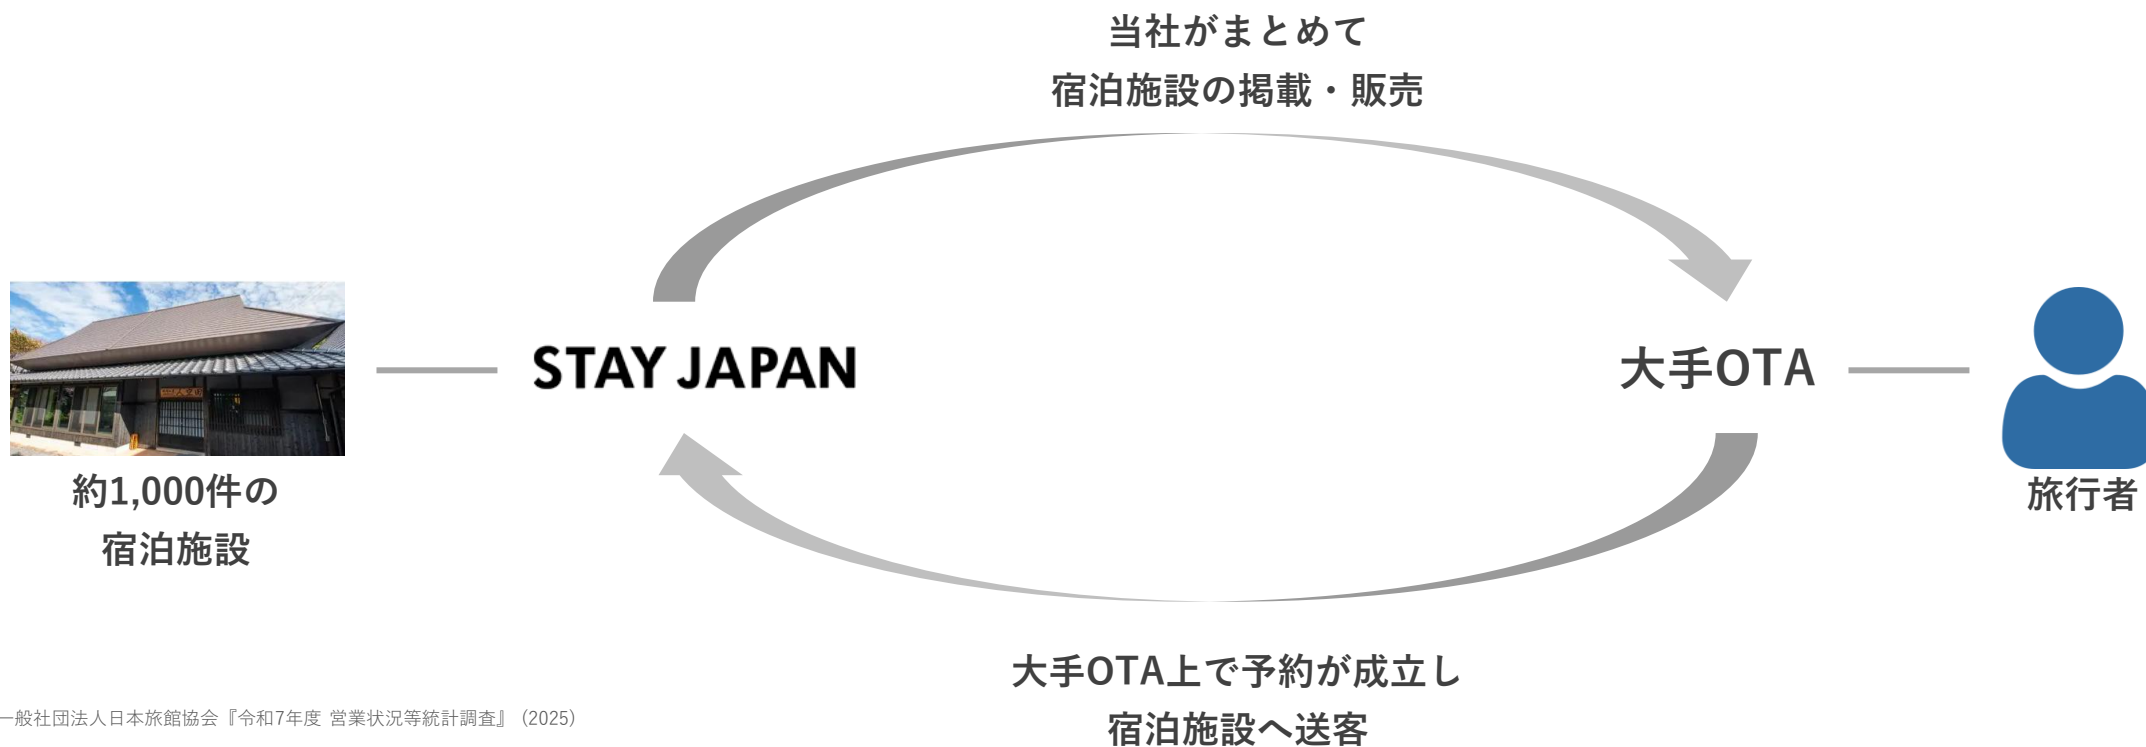 当社がまとめて
宿泊施設の掲載・販売
STAY JAPAN
大手OTA
約1,000件の
宿泊施設
旅行者
大手OTA上で予約が成立し
宿泊施設へ送客
一般社団法人日本旅館協会『令和7年度 営業状況等統計調査』 (2025)